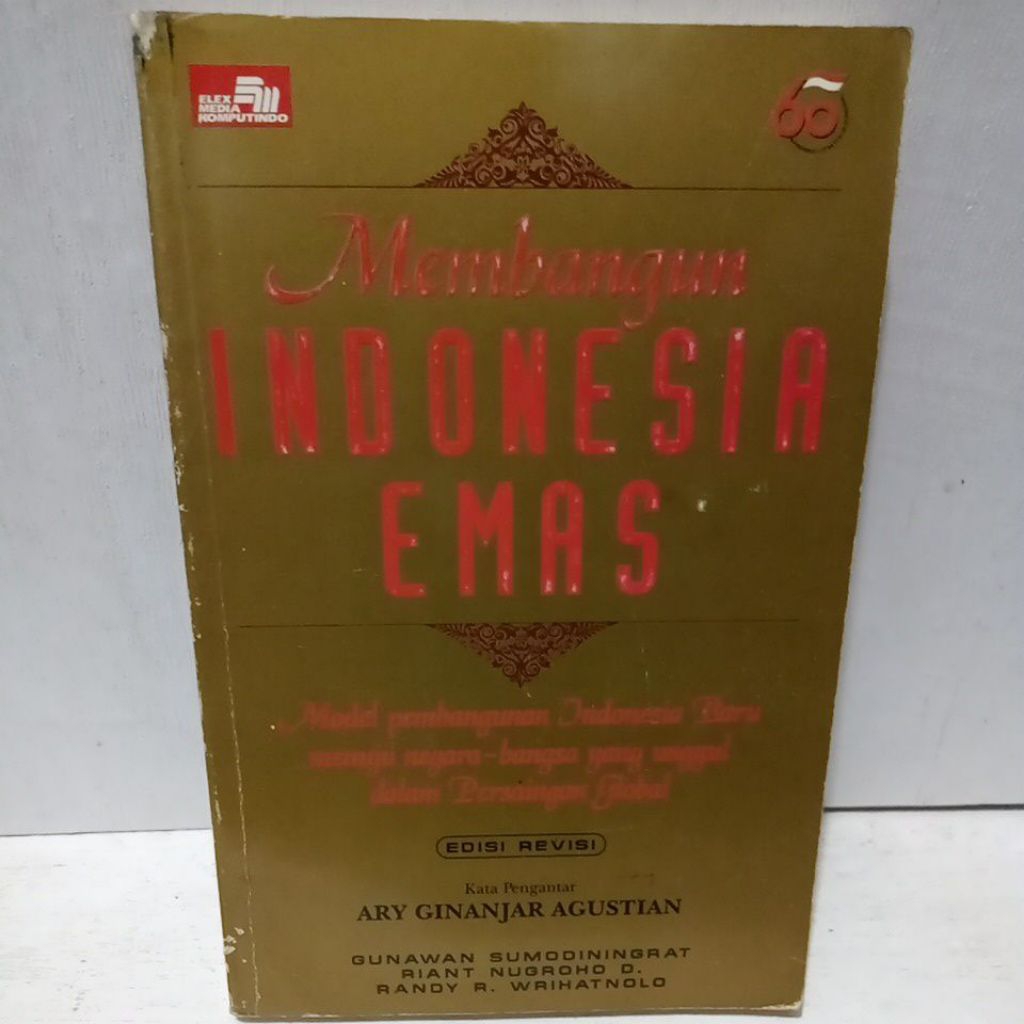 ELEX
MEDIA
KOMPUTINDO
60
Membangun
INDONESIA
EMAS
Model pembangunan Indonesia Baru
menuju negara-bangsa yang unggul
dalam Persaingan Global
EDISI REVISI
Kata Pengantar
ARY GINANJAR AGUSTIAN
GUNAWAN SUMODININGRAT
RIANT NUGROHO D.
RANDY R. WRIHATNOLO